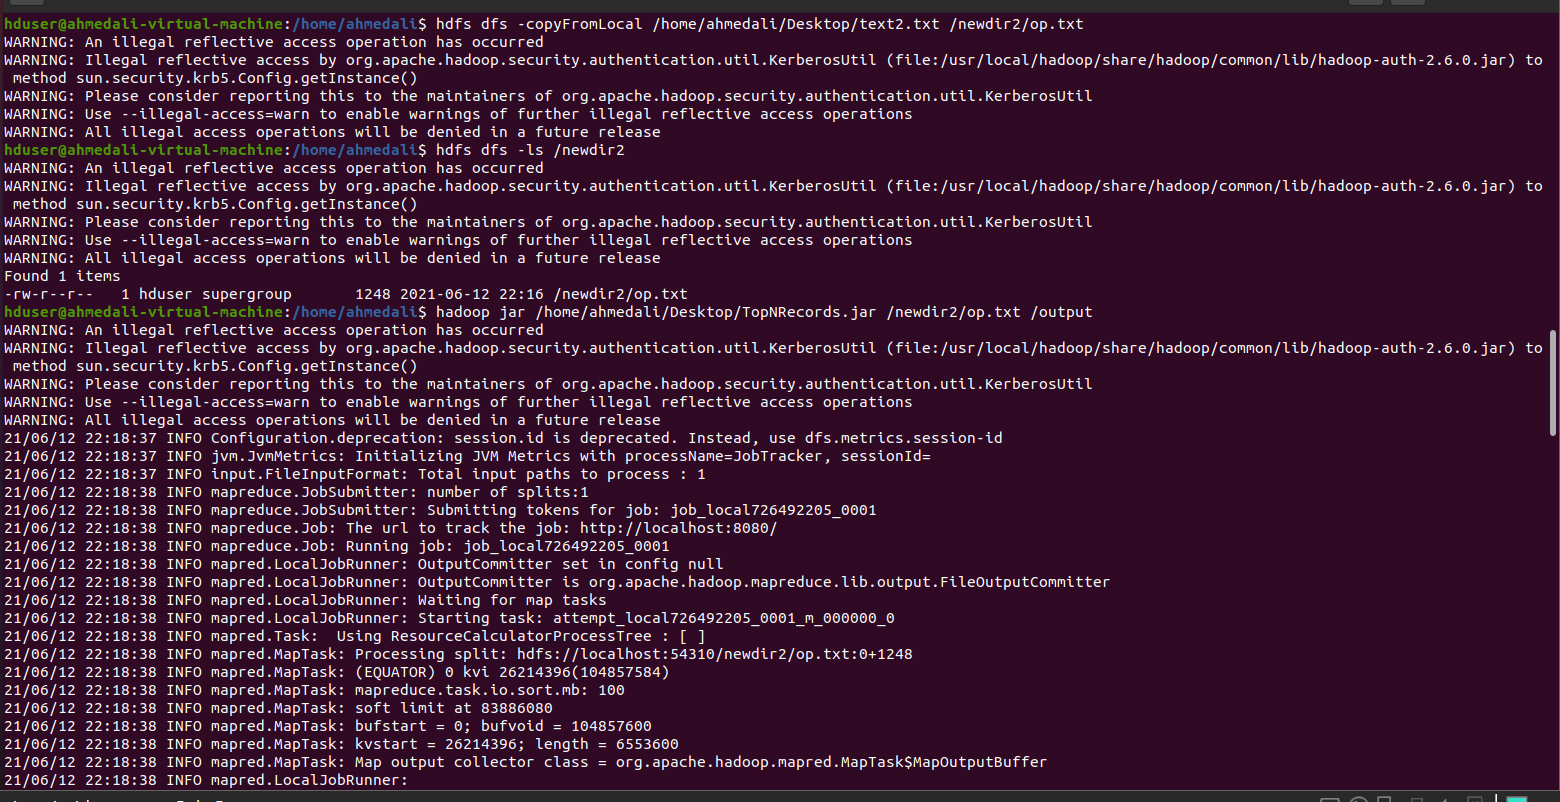 hduser@ahmedali-virtual-machine:/home/ahmedali$ hdfs dfs -copyFromLocal /home/ahmedali/Desktop/text2.txt /newdir2/op.txt
WARNING: An illegal reflective access operation has occurred
WARNING: Illegal reflective access by org.apache.hadoop.security.authentication.util.KerberosUtil (file:/usr/local/hadoop/share/hadoop/common/lib/hadoop-auth-2.6.0.jar) to
 method sun.security.krb5.Config.getInstance()
WARNING: Please consider reporting this to the maintainers of org.apache.hadoop.security.authentication.util.KerberosUtil
WARNING: Use --illegal-access=warn to enable warnings of further illegal reflective access operations
WARNING: All illegal access operations will be denied in a future release
hduser@ahmedali-virtual-machine:/home/ahmedali$ hdfs dfs -ls /newdir2
WARNING: An illegal reflective access operation has occurred
WARNING: Illegal reflective access by org.apache.hadoop.security.authentication.util.KerberosUtil (file:/usr/local/hadoop/share/hadoop/common/lib/hadoop-auth-2.6.0.jar) to
 method sun.security.krb5.Config.getInstance()
WARNING: Please consider reporting this to the maintainers of org.apache.hadoop.security.authentication.util.KerberosUtil
WARNING: Use --illegal-access=warn to enable warnings of further illegal reflective access operations
WARNING: All illegal access operations will be denied in a future release
Found 1 items
-rw-r--r--   1 hduser supergroup       1248 2021-06-12 22:16 /newdir2/op.txt
hduser@ahmedali-virtual-machine:/home/ahmedali$ hadoop jar /home/ahmedali/Desktop/TopNRecords.jar /newdir2/op.txt /output
WARNING: An illegal reflective access operation has occurred
WARNING: Illegal reflective access by org.apache.hadoop.security.authentication.util.KerberosUtil (file:/usr/local/hadoop/share/hadoop/common/lib/hadoop-auth-2.6.0.jar) to
 method sun.security.krb5.Config.getInstance()
WARNING: Please consider reporting this to the maintainers of org.apache.hadoop.security.authentication.util.KerberosUtil
WARNING: Use --illegal-access=warn to enable warnings of further illegal reflective access operations
WARNING: All illegal access operations will be denied in a future release
21/06/12 22:18:37 INFO Configuration.deprecation: session.id is deprecated. Instead, use dfs.metrics.session-id
21/06/12 22:18:37 INFO jvm.JvmMetrics: Initializing JVM Metrics with processName=JobTracker, sessionId=
21/06/12 22:18:37 INFO input.FileInputFormat: Total input paths to process : 1
21/06/12 22:18:38 INFO mapreduce.JobSubmitter: number of splits:1
21/06/12 22:18:38 INFO mapreduce.JobSubmitter: Submitting tokens for job: job_local726492205_0001
21/06/12 22:18:38 INFO mapreduce.Job: The url to track the job: http://localhost:8080/
21/06/12 22:18:38 INFO mapreduce.Job: Running job: job_local726492205_0001
21/06/12 22:18:38 INFO mapred.LocalJobRunner: OutputCommitter set in config null
21/06/12 22:18:38 INFO mapred.LocalJobRunner: OutputCommitter is org.apache.hadoop.mapreduce.lib.output.FileOutputCommitter
21/06/12 22:18:38 INFO mapred.LocalJobRunner: Waiting for map tasks
21/06/12 22:18:38 INFO mapred.LocalJobRunner: Starting task: attempt_local726492205_0001_m_000000_0
21/06/12 22:18:38 INFO mapred.Task:  Using ResourceCalculatorProcessTree : [ ]
21/06/12 22:18:38 INFO mapred.MapTask: Processing split: hdfs://localhost:54310/newdir2/op.txt:0+1248
21/06/12 22:18:38 INFO mapred.MapTask: (EQUATOR) 0 kvi 26214396(104857584)
21/06/12 22:18:38 INFO mapred.MapTask: mapreduce.task.io.sort.mb: 100
21/06/12 22:18:38 INFO mapred.MapTask: soft limit at 83886080
21/06/12 22:18:38 INFO mapred.MapTask: bufstart = 0; bufvoid = 104857600
21/06/12 22:18:38 INFO mapred.MapTask: kvstart = 26214396; length = 6553600
21/06/12 22:18:38 INFO mapred.MapTask: Map output collector class = org.apache.hadoop.mapred.MapTask$MapOutputBuffer
21/06/12 22:18:38 INFO mapred.LocalJobRunner: